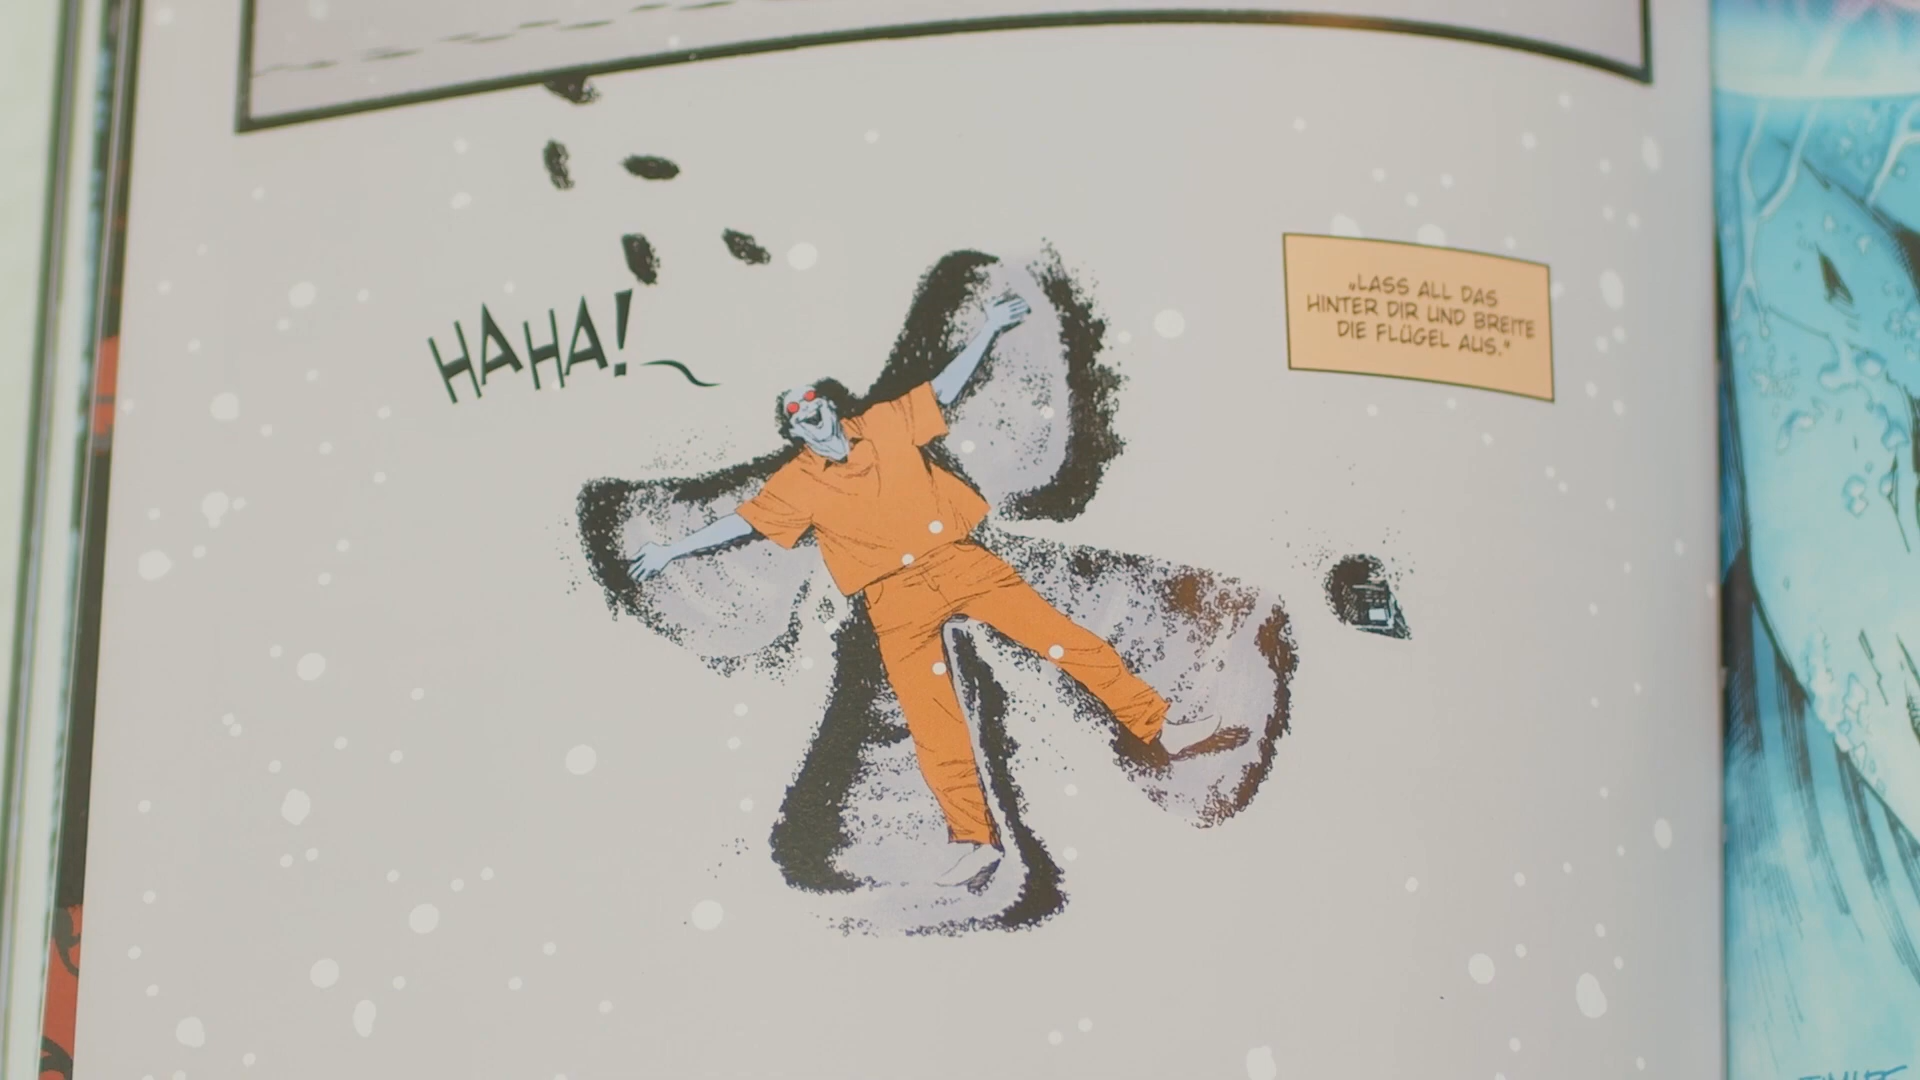 HAHA!
„LASS ALL DAS
HINTER DIR UND BREITE
DIE FLÜGEL AUS.“